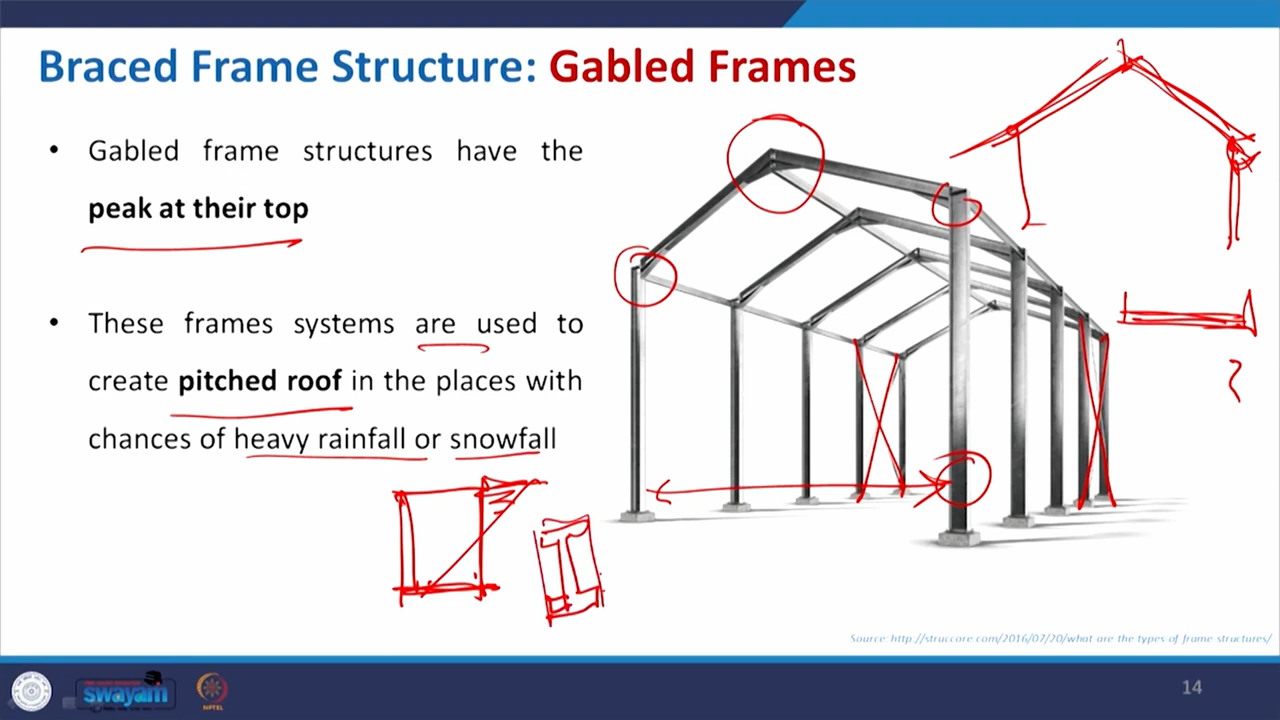 Braced Frame Structure: Gabled Frames
• Gabled frame structures have the
peak at their top
• These frames systems are used to
create pitched roof in the places with
chances of heavy rainfall or snowfall
Source: http://struccore.com/2016/07/20/what are the types of frame structures/
swayam
NPTEL
14